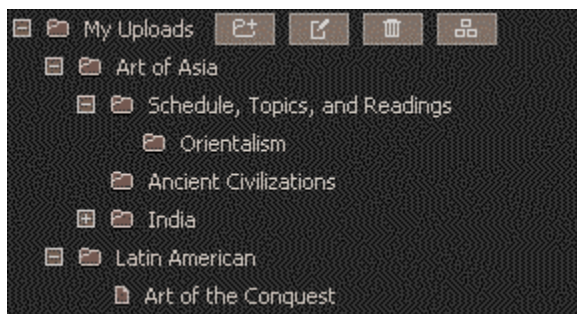 My Uploads
Art of Asia
Schedule, Topics, and Readings
Orientalism
Ancient Civilizations
India
Latin American
Art of the Conquest